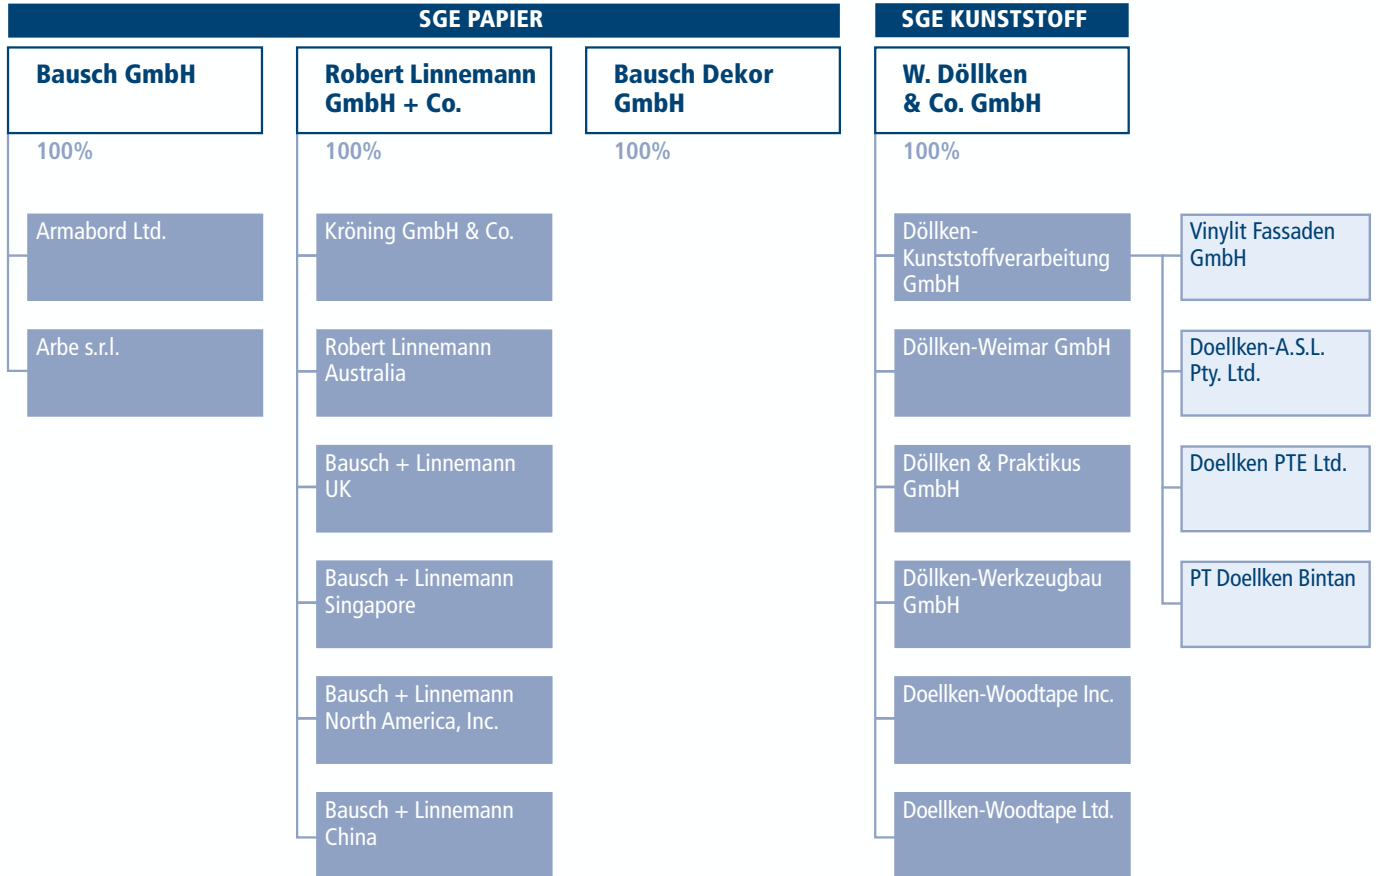 SGE PAPIER
Bausch GmbH
100%
Armabord Ltd.
Arbe s.r.l.
Robert Linnemann
GmbH + Co.
100%
Kröning GmbH & Co.
Robert Linnemann
Australia
Bausch + Linnemann
UK
Bausch + Linnemann
Singapore
Bausch + Linnemann
North America, Inc.
Bausch + Linnemann
China
Bausch Dekor
GmbH
100%
SGE KUNSTSTOFF
W. Döllken
& Co. GmbH
100%
Döllken-
Kunststoffverarbeitung
GmbH
Döllken-Weimar GmbH
Döllken & Praktikus
GmbH
Döllken-Werkzeugbau
GmbH
Doellken-Woodtape Inc.
Doellken-Woodtape Ltd.
Vinylit Fassaden
GmbH
Doellken-A.S.L.
Pty. Ltd.
Doellken PTE Ltd.
PT Doellken Bintan